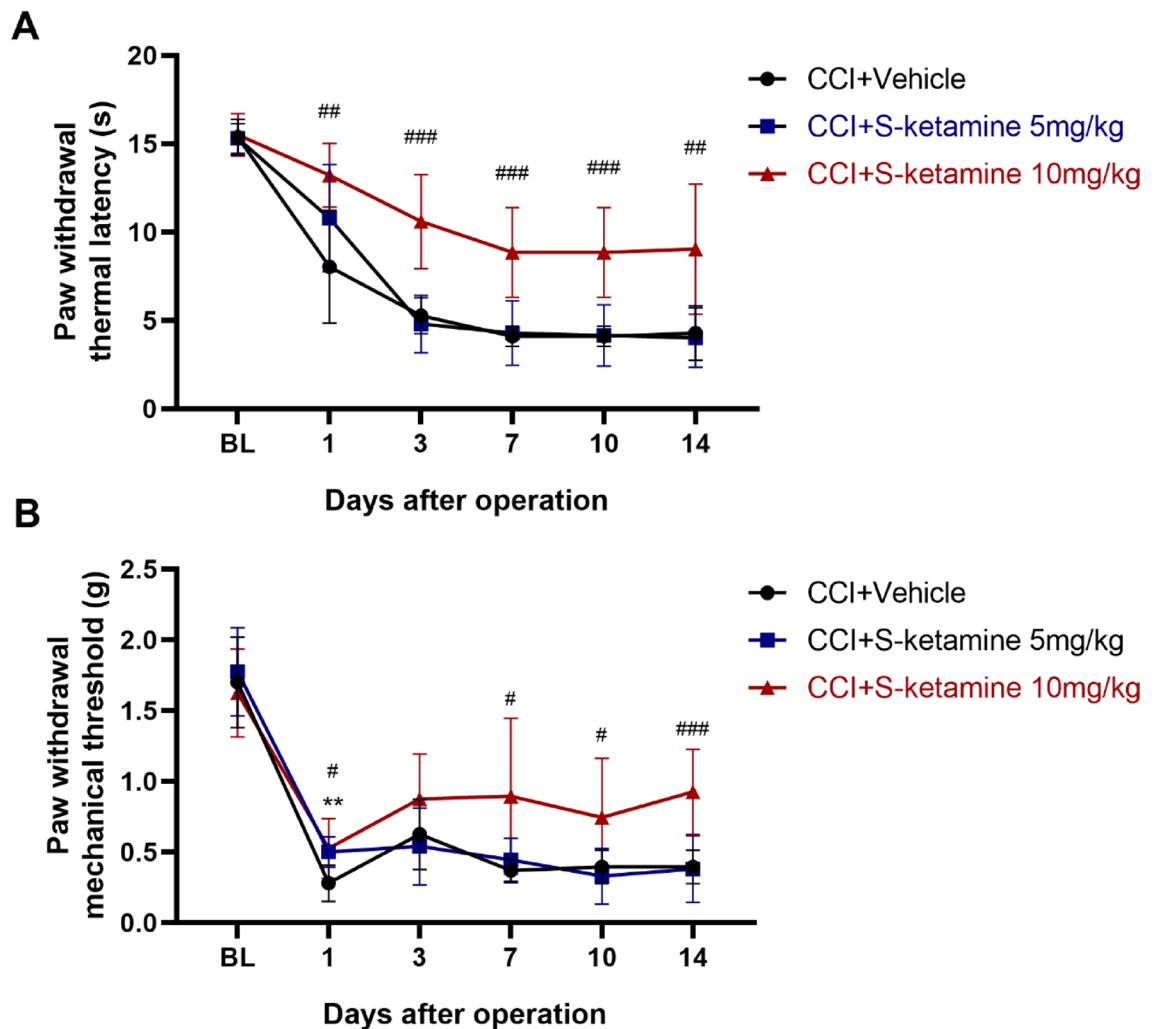 A
20
15
10
5
0
Paw withdrawal
thermal latency (s)
##
###
###
###
##
BL 1 3 7 10 14
Days after operation
CCI+Vehicle
CCI+S-ketamine 5mg/kg
CCI+S-ketamine 10mg/kg
B
2.5
2.0
1.5
1.0
0.5
0.0
Paw withdrawal
mechanical threshold (g)
#
**
#
#
###
BL 1 3 7 10 14
Days after operation
CCI+Vehicle
CCI+S-ketamine 5mg/kg
CCI+S-ketamine 10mg/kg